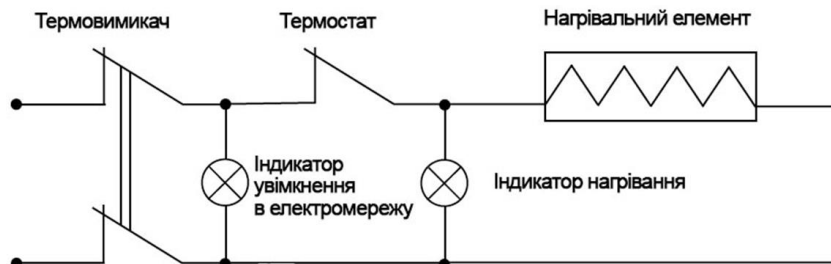 Термовимикач
Термостат
Нагрівальний елемент
Індикатор
увімкнення
в електромережу
Індикатор нагрівання